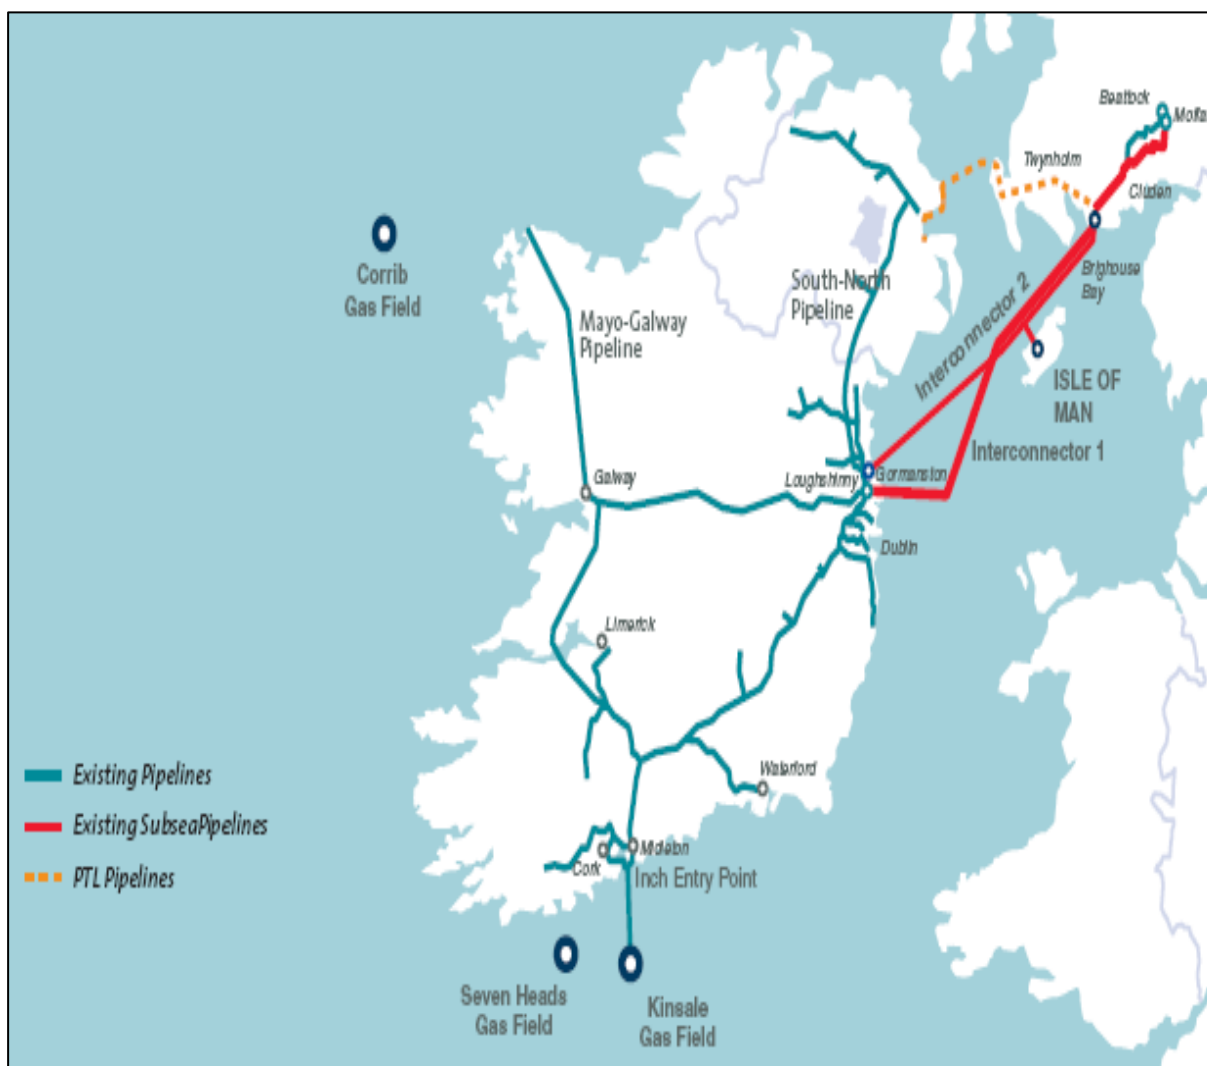 Beattock
Moffa
Twynholm
Cluden
Corrib
Gas Field
South-North
Pipeline
Brighouse
Bay
Interconnector 2
Mayo-Galway
Pipeline
ISLE OF
MAN
Interconnector 1
Galway
Loughshinny
Gormanston
Dublin
Limerick
Waterford
Existing Pipelines
Existing SubseaPipelines
PTL Pipelines
Midleton
Cork
Inch Entry Point
Seven Heads
Gas Field
Kinsale
Gas Field